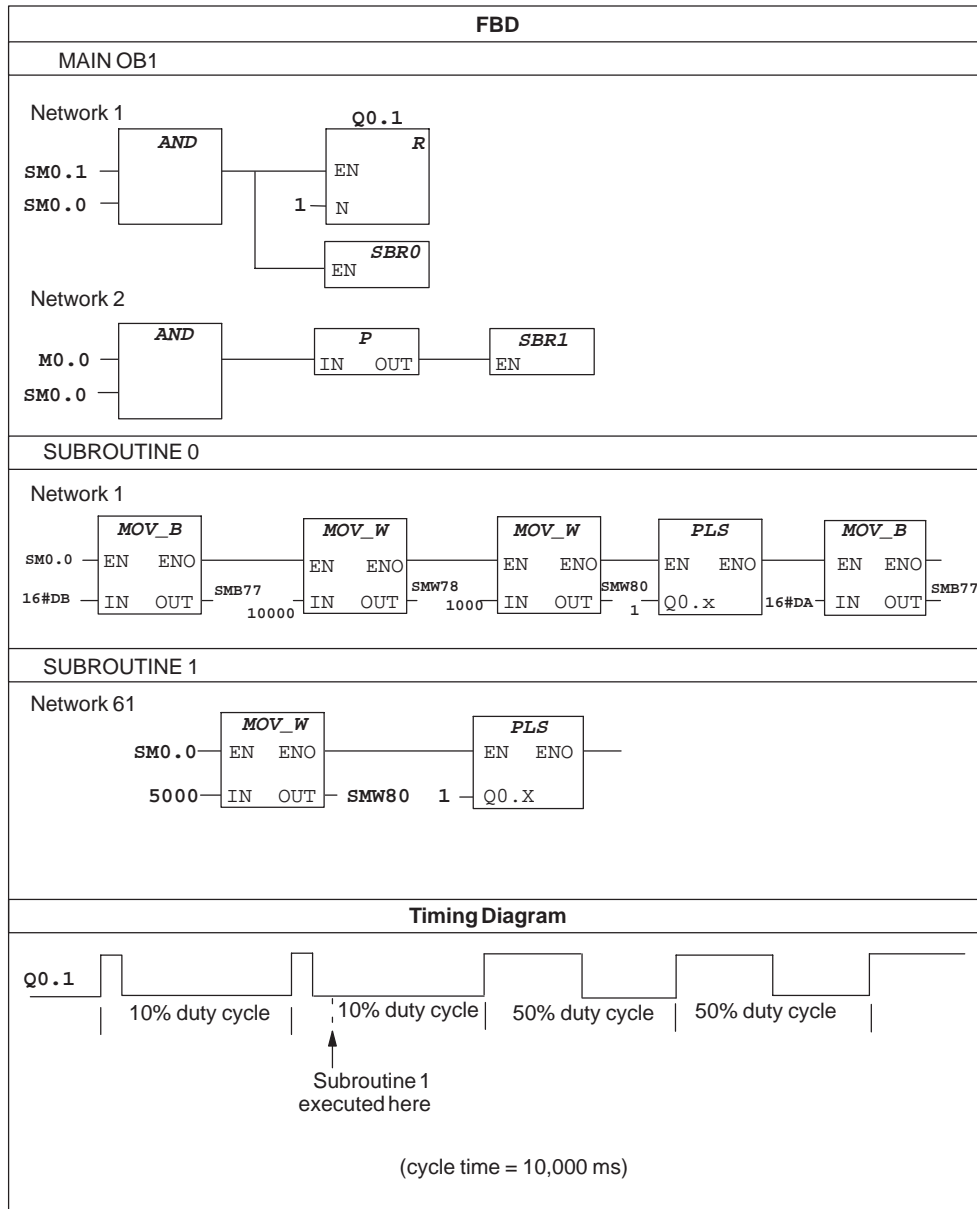 FBD
MAIN OB1
Network 1
Q0.1
AND
R
SM0.1
EN
SM0.0
1
N
SBR0
EN
Network 2
AND
P
SBR1
M0.0
IN OUT
EN
SM0.0
SUBROUTINE 0
Network 1
MOV_B
MOV_W
MOV_W
PLS
MOV_B
SM0.0
EN ENO
EN ENO
EN ENO
EN ENO
EN ENO
16#DB
IN OUT
SMB77
10000
IN OUT
SMW78
1000
IN OUT
SMW80
1
Q0.x
16#DA
IN OUT
SMB77
SUBROUTINE 1
Network 61
MOV_W
PLS
SM0.0
EN ENO
EN ENO
5000
IN OUT
SMW80
1
Q0.X
Timing Diagram
Q0.1
10% duty cycle
10% duty cycle
50% duty cycle
50% duty cycle
Subroutine 1
executed here
(cycle time = 10,000 ms)